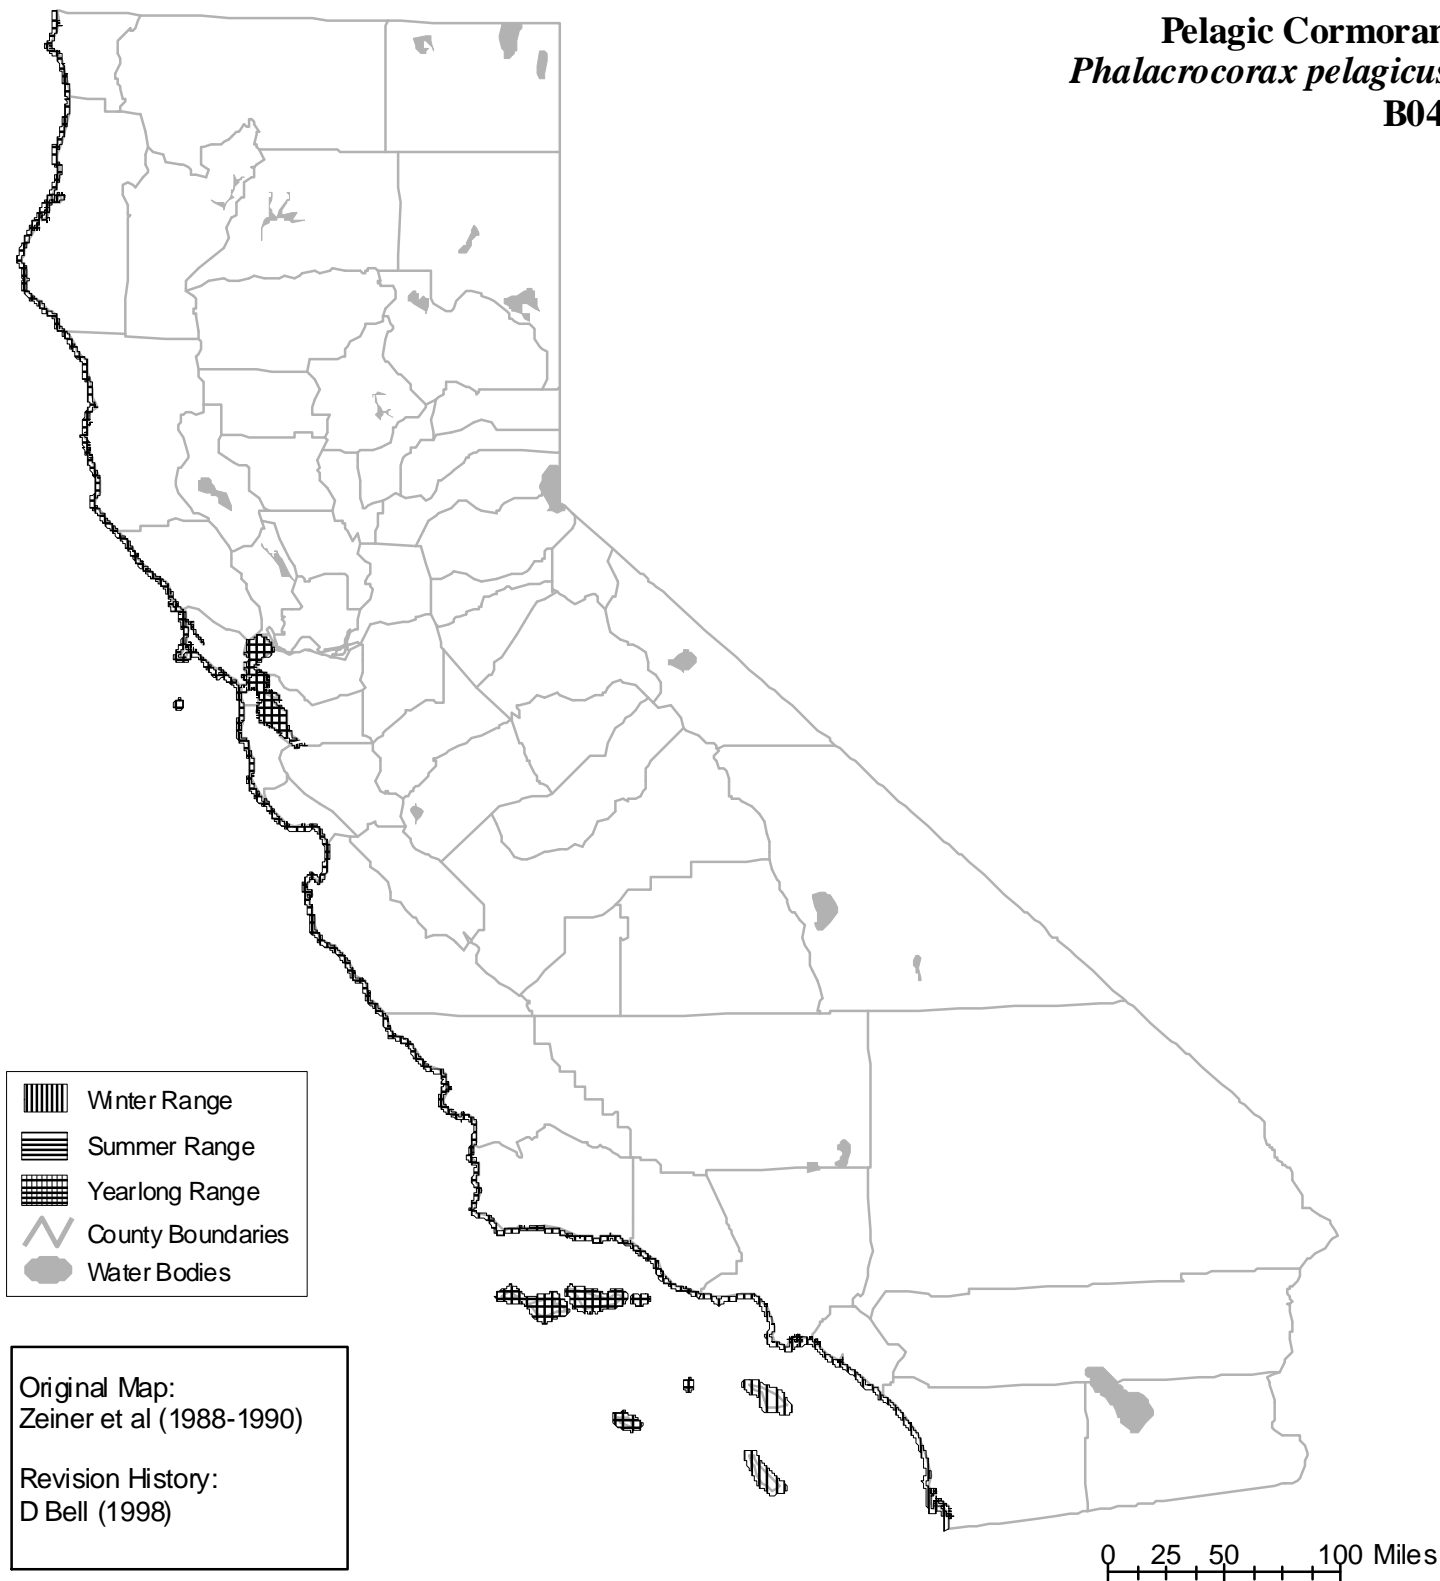 Pelagic Cormoran
Phalacrocorax pelagicus
B04
Winter Range
Summer Range
Yearlong Range
County Boundaries
Water Bodies
Original Map:
Zeiner et al (1988-1990)
Revision History:
D Bell (1998)
0 25 50 100 Miles